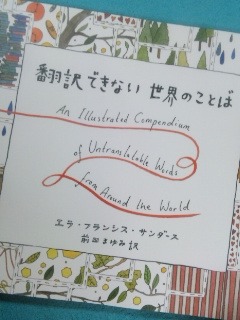 翻訳できない 世界のことば
An Illustrated Compendium
of Untranslatable Words
from Around the World
エラ・フランシス・サンダース
前田まゆみ 訳